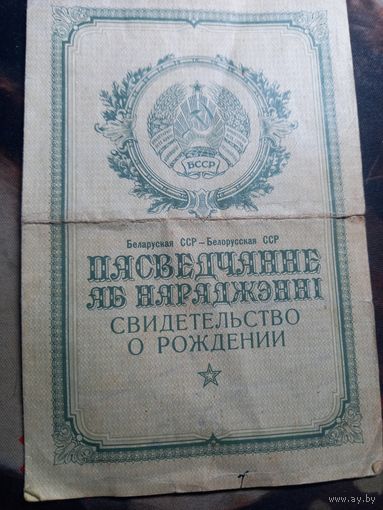 БССР
Беларуская ССР – Белорусская ССР
ПАСВЕДЧАННЕ
АБ НАРАДЖЭННІ
СВИДЕТЕЛЬСТВО
О РОЖДЕНИИ
www.ay.by